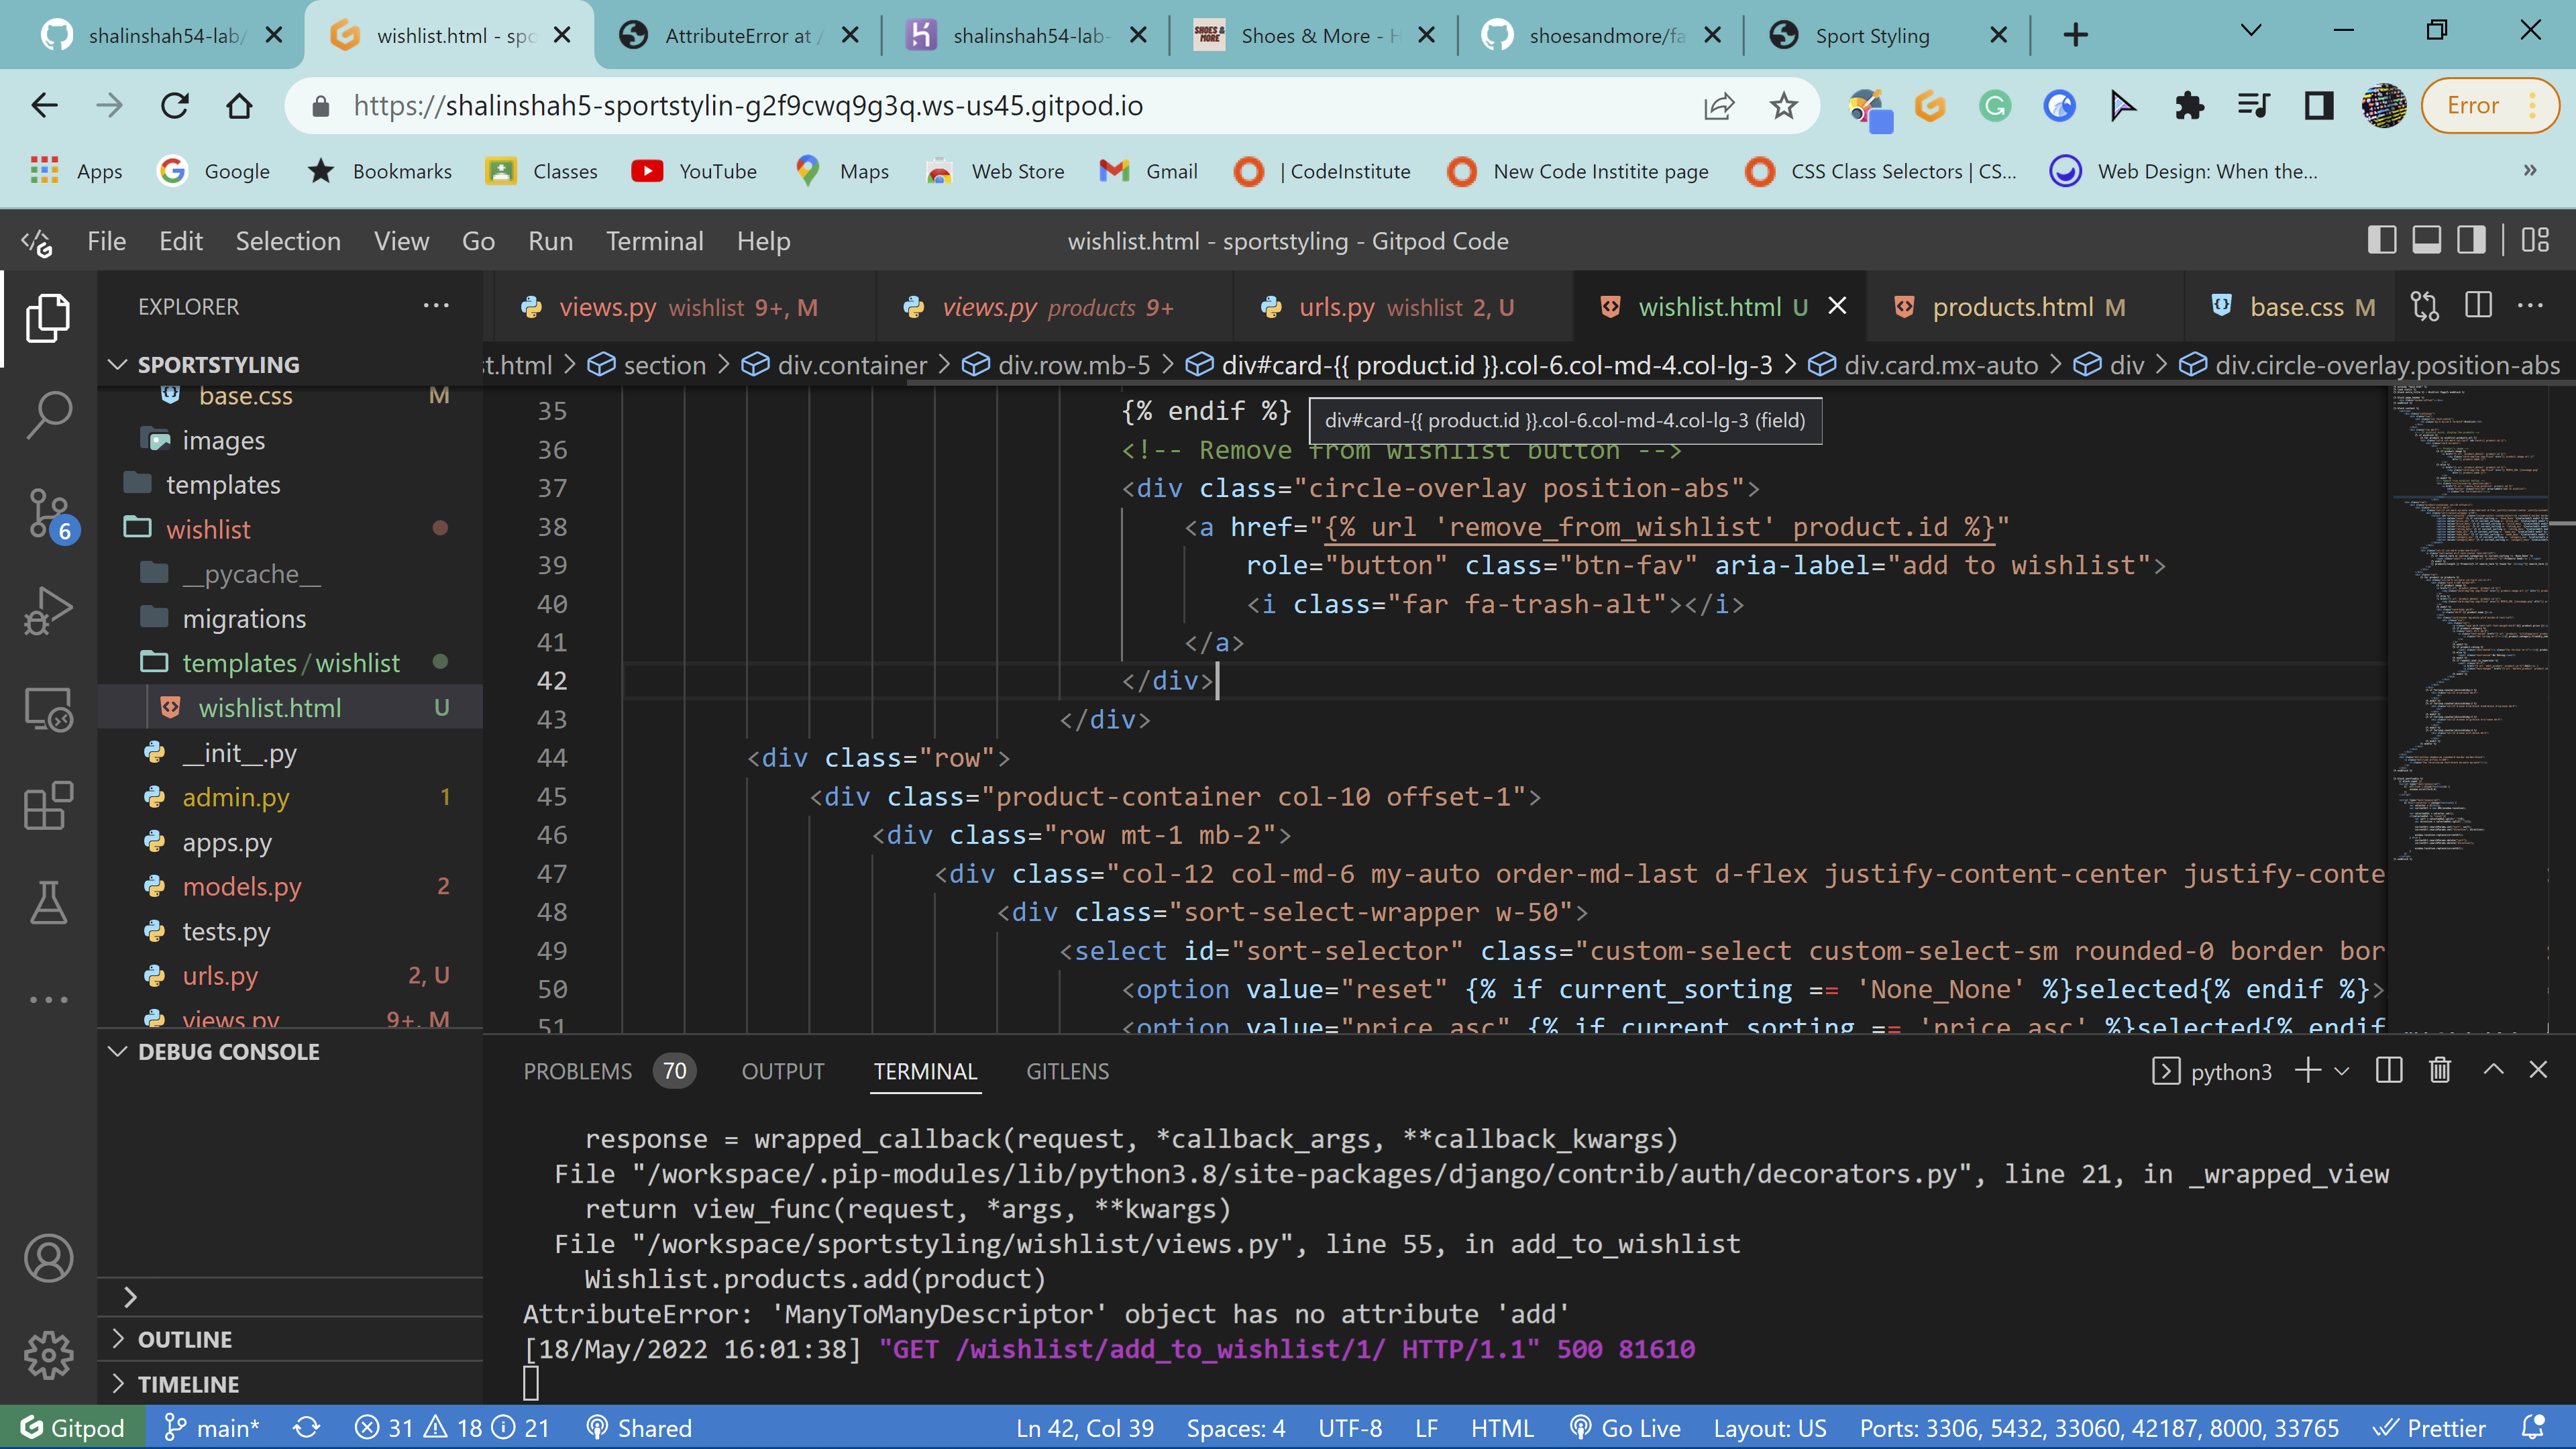 shalinshah54-lab/
wishlist.html - spo
AttributeError at /
shalinshah54-lab-
Shoes & More - H
shoesandmore/fa
Sport Styling
https://shalinshah5-sportstylin-g2f9cwq9g3q.ws-us45.gitpod.io
Error
Apps
Google
Bookmarks
Classes
YouTube
Maps
Web Store
Gmail
| CodeInstitute
New Code Institite page
CSS Class Selectors | CS...
Web Design: When the...
»
File Edit Selection View Go Run Terminal Help
wishlist.html - sportstyling - Gitpod Code
EXPLORER
views.py wishlist 9+, M
views.py products 9+
urls.py wishlist 2, U
wishlist.html U
products.html M
base.css M
st.html > section > div.container > div.row.mb-5 > div#card-{{ product.id }}.col-6.col-md-4.col-lg-3 > div.card.mx-auto > div > div.circle-overlay.position-abs
div#card-{{ product.id }}.col-6.col-md-4.col-lg-3 (field)
SPORTSTYLING
base.css M
images
templates
wishlist
__pycache__
migrations
templates/wishlist
wishlist.html U
__init__.py
admin.py 1
apps.py
models.py 2
tests.py
urls.py 2, U
views.py 9+, M
6
DEBUG CONSOLE
OUTLINE
TIMELINE
35 {% endif %}
36 <!-- Remove from wishlist button -->
37 <div class="circle-overlay position-abs">
38 <a href="{% url 'remove_from_wishlist' product.id %}"
39 role="button" class="btn-fav" aria-label="add to wishlist">
40 <i class="far fa-trash-alt"></i>
41 </a>
42 </div>
43 </div>
44 <div class="row">
45 <div class="product-container col-10 offset-1">
46 <div class="row mt-1 mb-2">
47 <div class="col-12 col-md-6 my-auto order-md-last d-flex justify-content-center justify-conte
48 <div class="sort-select-wrapper w-50">
49 <select id="sort-selector" class="custom-select custom-select-sm rounded-0 border bor
50 <option value="reset" {% if current_sorting == 'None_None' %}selected{% endif %}>
51 <option value="price_asc" {% if current_sorting == 'price_asc' %}selected{% endif
PROBLEMS 70 OUTPUT TERMINAL GITLENS
python3
response = wrapped_callback(request, *callback_args, **callback_kwargs)
File "/workspace/.pip-modules/lib/python3.8/site-packages/django/contrib/auth/decorators.py", line 21, in _wrapped_view
return view_func(request, *args, **kwargs)
File "/workspace/sportstyling/wishlist/views.py", line 55, in add_to_wishlist
Wishlist.products.add(product)
AttributeError: 'ManyToManyDescriptor' object has no attribute 'add'
[18/May/2022 16:01:38] "GET /wishlist/add_to_wishlist/1/ HTTP/1.1" 500 81610
Gitpod main* 31 18 21 Shared Ln 42, Col 39 Spaces: 4 UTF-8 LF HTML Go Live Layout: US Ports: 3306, 5432, 33060, 42187, 8000, 33765 Prettier